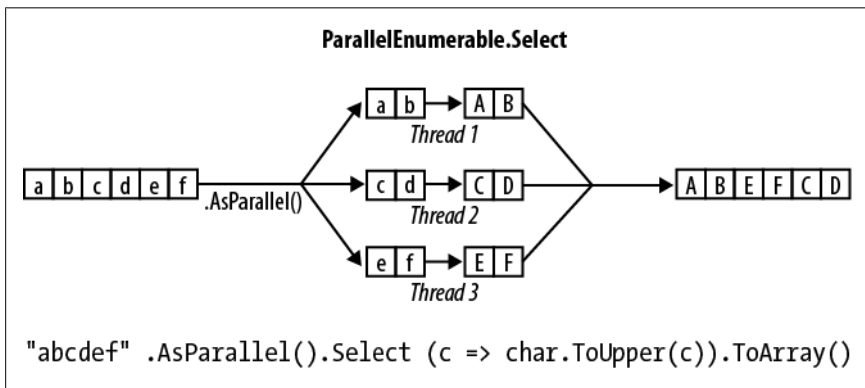 ParallelEnumerable.Select
a b A B
Thread 1
a b c d e f .AsParallel() c d C D A B E F C D
Thread 2
e f E F
Thread 3
"abcdef" .AsParallel().Select (c => char.ToUpper(c)).ToArray()